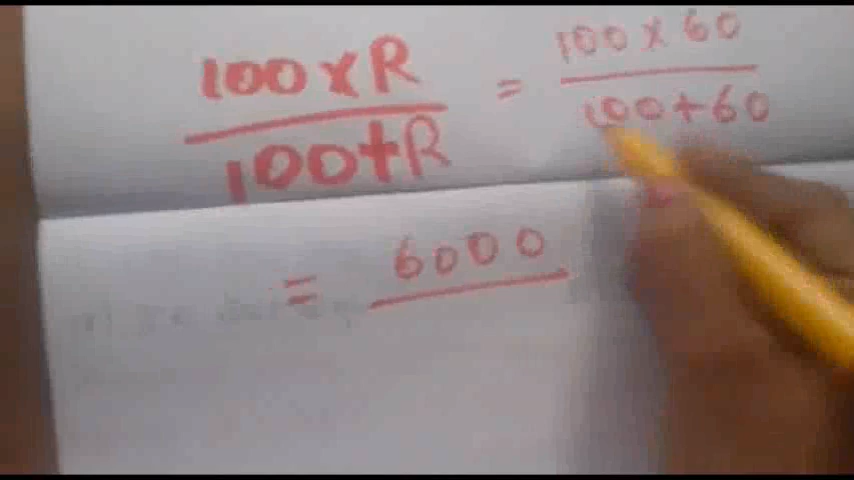 100 x R / 100 + R = 100 x 60 / 100 + 60
= 6000